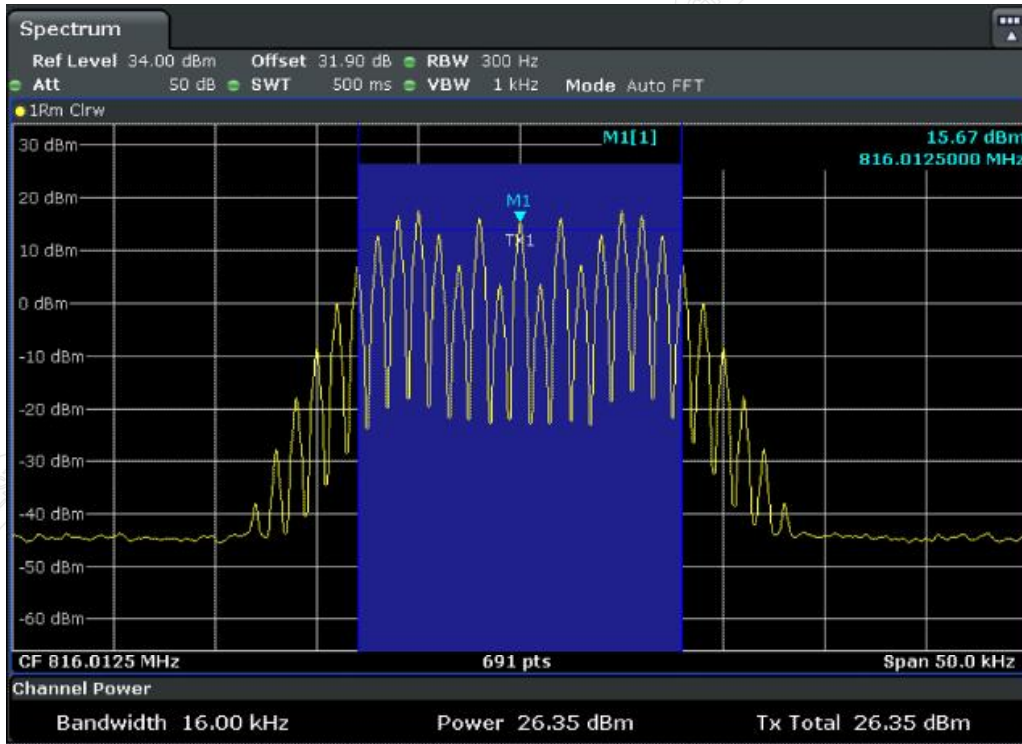 Spectrum
Ref Level 34.00 dBm Offset 31.90 dB RBW 300 Hz
Att 50 dB SWT 500 ms VBW 1 kHz Mode Auto FFT
1Rm Clrw
M1[1] 15.67 dBm
816.0125000 MHz
30 dBm
20 dBm
M1
TX1
10 dBm
0 dBm
-10 dBm
-20 dBm
-30 dBm
-40 dBm
-50 dBm
-60 dBm
CF 816.0125 MHz 691 pts Span 50.0 kHz
Channel Power
Bandwidth 16.00 kHz Power 26.35 dBm Tx Total 26.35 dBm